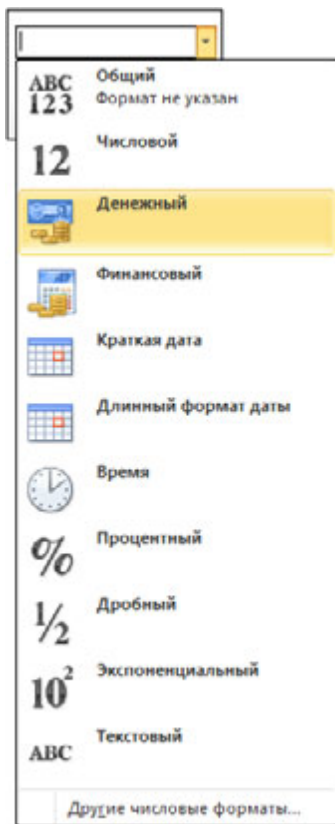 ABC
123
Общий
Формат не указан
12
Числовой
Денежный
Финансовый
Краткая дата
Длинный формат даты
Время
%
Процентный
1/2
Дробный
10²
Экспоненциальный
ABC
Текстовый
Другие числовые форматы...